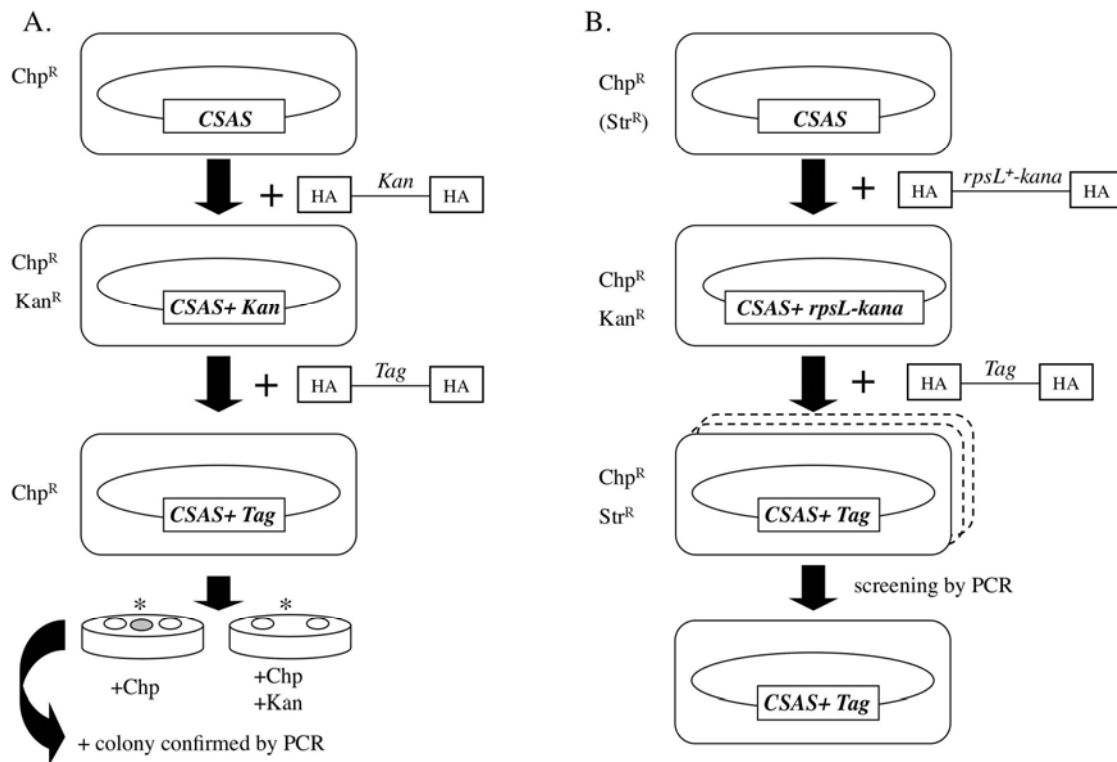 A.
Chp^R
CSAS
+
HA Kan HA
Chp^R
Kan^R
CSAS+ Kan
+
HA Tag HA
Chp^R
CSAS+ Tag
* *
+Chp
+Chp
+Kan
+ colony confirmed by PCR
B.
Chp^R
(Str^R)
CSAS
+
HA rpsL^+-kana HA
Chp^R
Kan^R
CSAS+ rpsL-kana
+
HA Tag HA
Chp^R
Str^R
CSAS+ Tag
screening by PCR
CSAS+ Tag